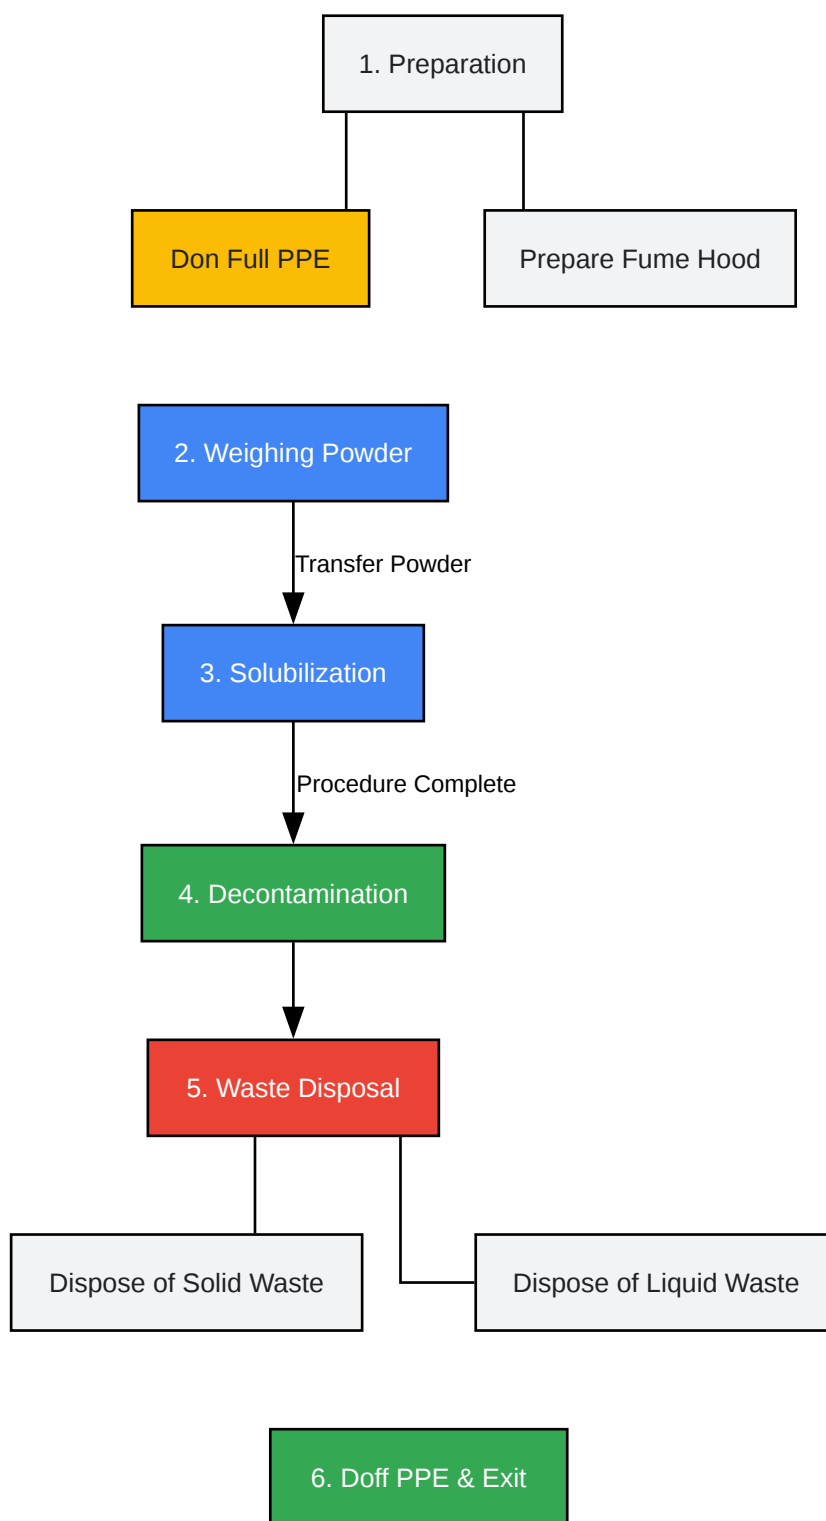 1. Preparation
Don Full PPE
Prepare Fume Hood
2. Weighing Powder
Transfer Powder
3. Solubilization
Procedure Complete
4. Decontamination
5. Waste Disposal
Dispose of Solid Waste
Dispose of Liquid Waste
6. Doff PPE & Exit